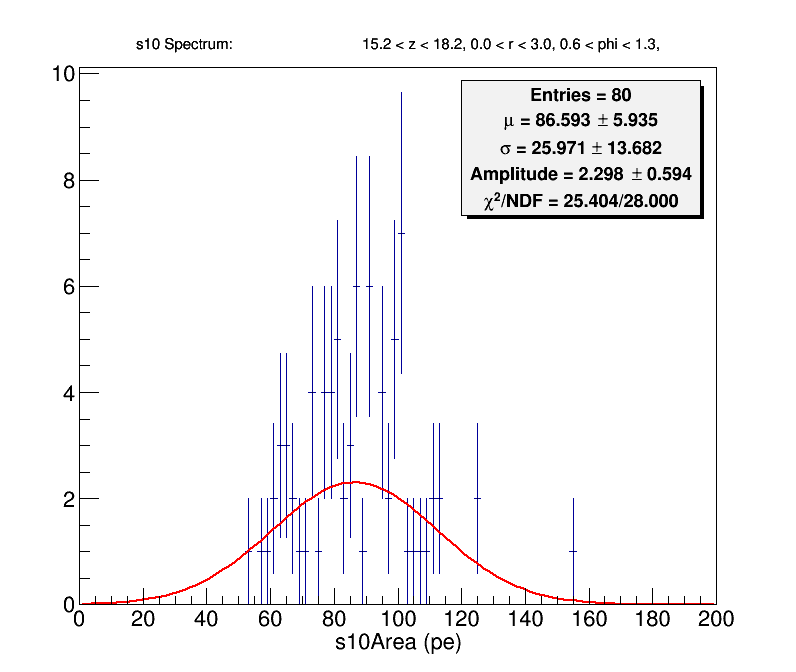 s10 Spectrum: 15.2 < z < 18.2, 0.0 < r < 3.0, 0.6 < phi < 1.3,
Entries = 80
μ = 86.593 ± 5.935
σ = 25.971 ± 13.682
Amplitude = 2.298 ± 0.594
χ²/NDF = 25.404/28.000
10
8
6
4
2
0
0 20 40 60 80 100 120 140 160 180 200
s10Area (pe)